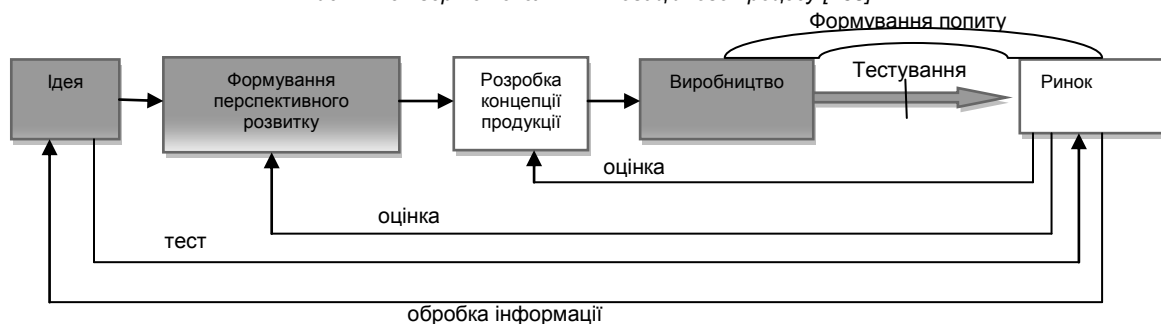 Формування попиту
Ідея
Формування
перспективного
розвитку
Розробка
концепції
продукції
Виробництво
Тестування
Ринок
оцінка
оцінка
тест
обробка інформації